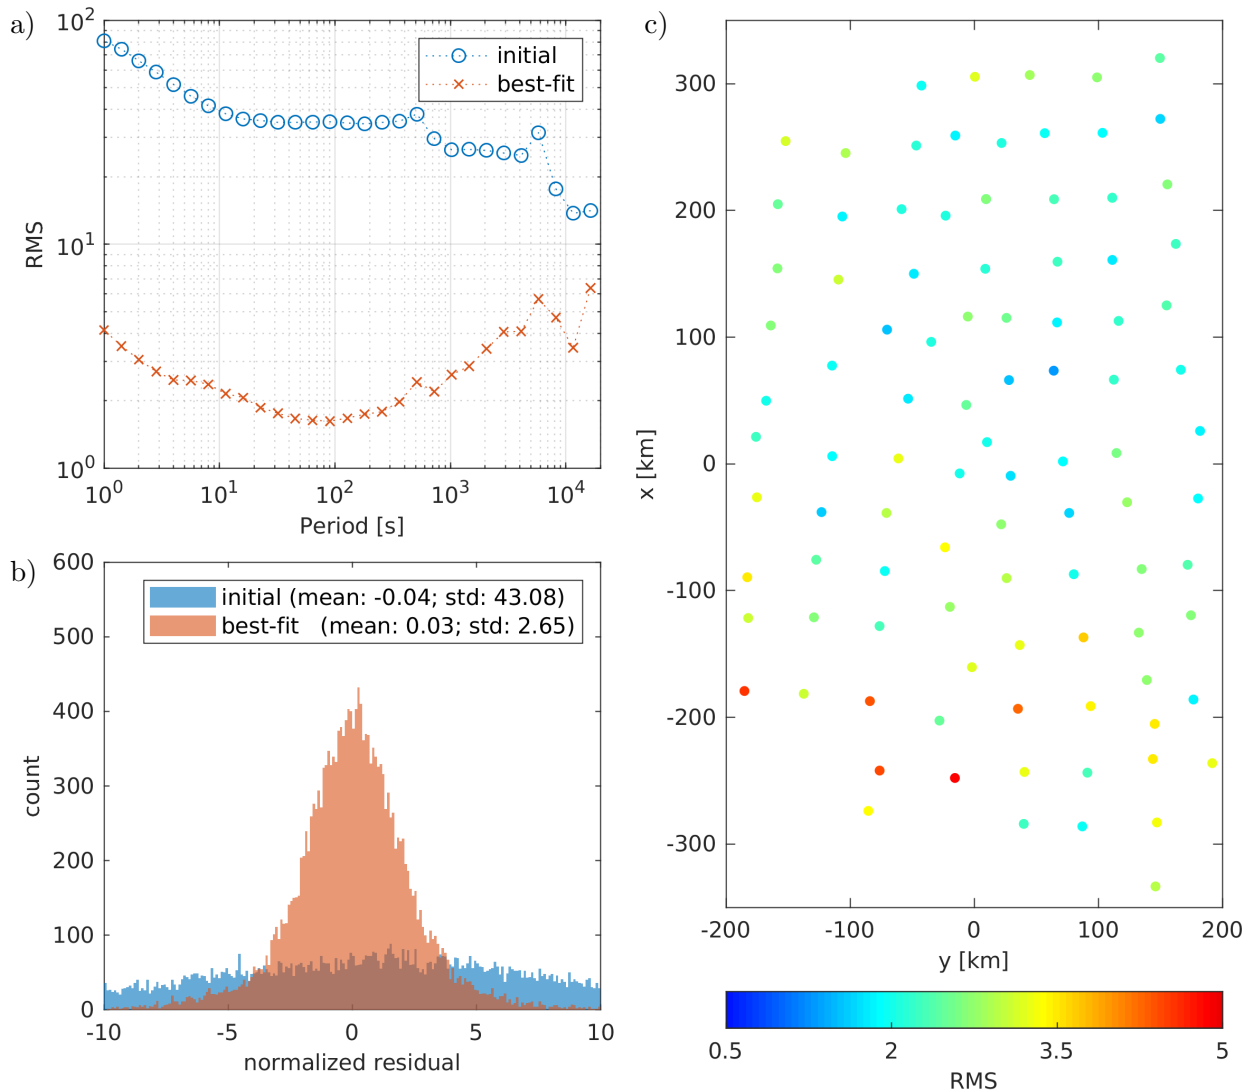 a)
10²
10¹
10⁰
RMS
initial
best-fit
10⁰ 10¹ 10² 10³ 10⁴
Period [s]
b)
600
500
400
300
200
100
0
count
initial (mean: -0.04; std: 43.08)
best-fit (mean: 0.03; std: 2.65)
-10 -5 0 5 10
normalized residual
c)
300
200
100
0
-100
-200
-300
x [km]
-200 -100 0 100 200
y [km]
0.5 2 3.5 5
RMS